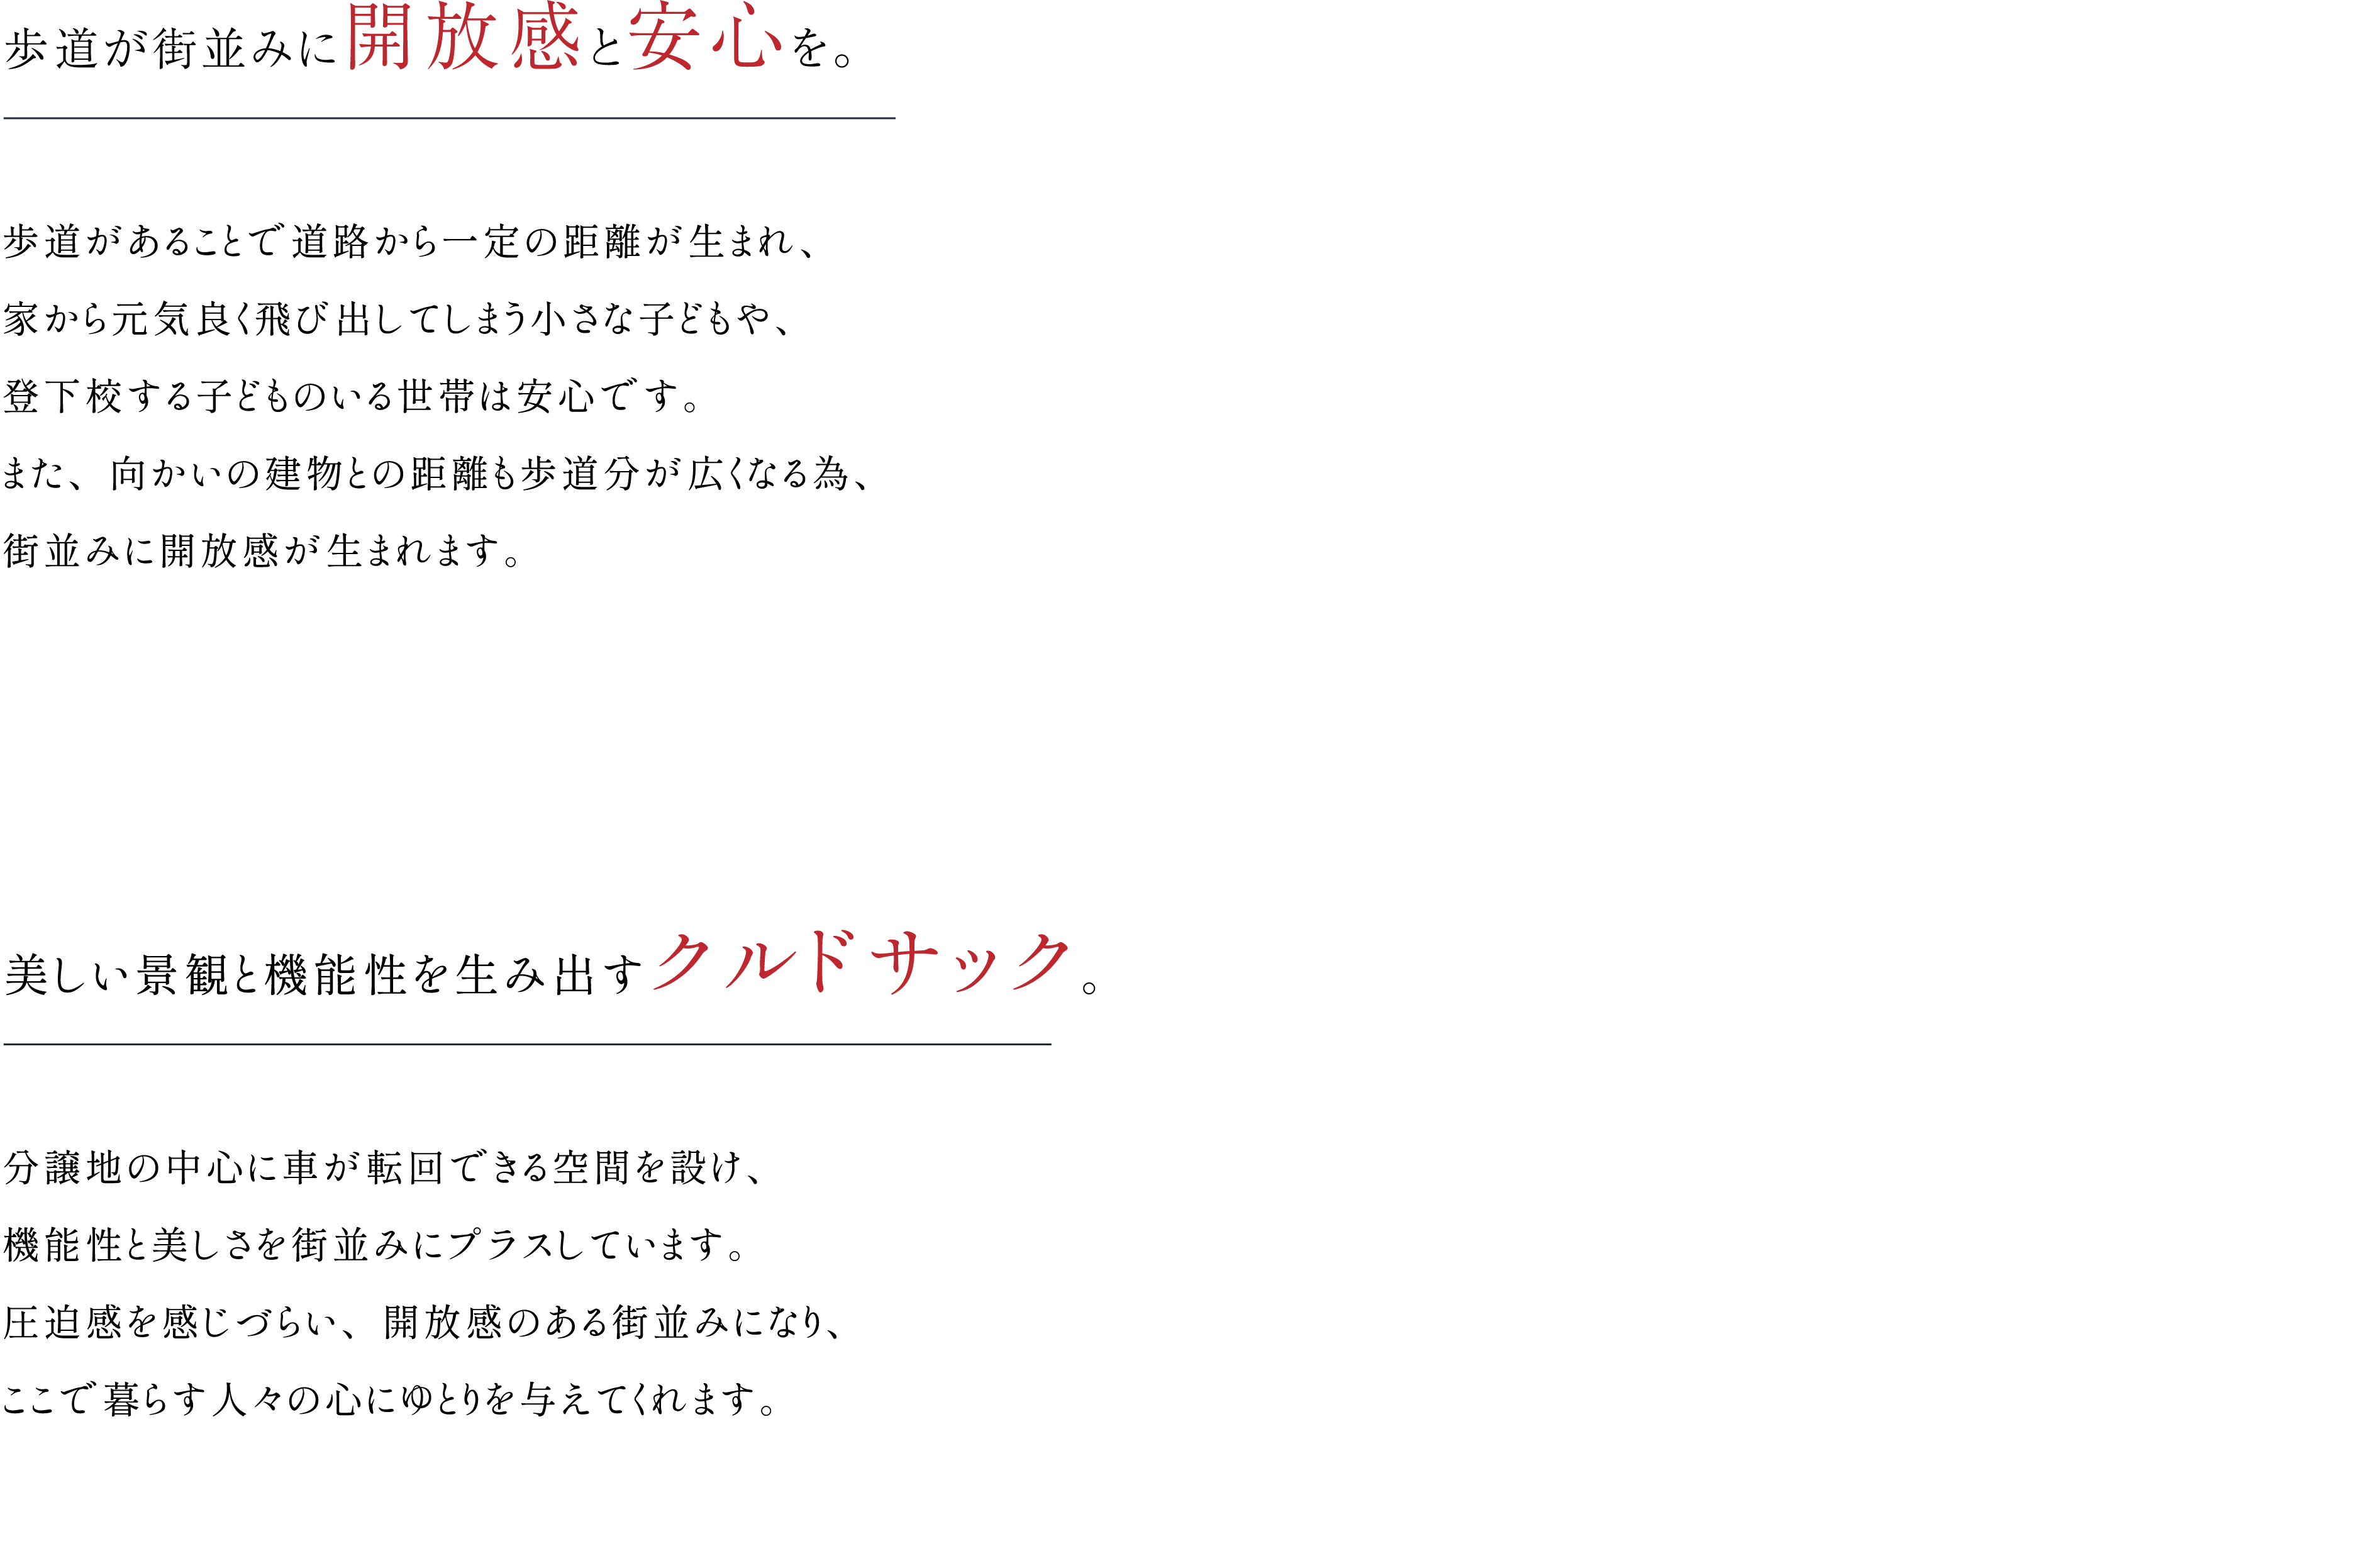 歩道が街並みに開放感と安心を。
歩道があることで道路から一定の距離が生まれ、
家から元気良く飛び出してしまう小さな子どもや、
登下校する子どものいる世帯は安心です。
また、向かいの建物との距離も歩道分が広くなる為、
街並みに開放感が生まれます。
美しい景観と機能性を生み出すクルドサック。
分譲地の中心に車が転回できる空間を設け、
機能性と美しさを街並みにプラスしています。
圧迫感を感じづらい、開放感のある街並みになり、
ここで暮らす人々の心にゆとりを与えてくれます。